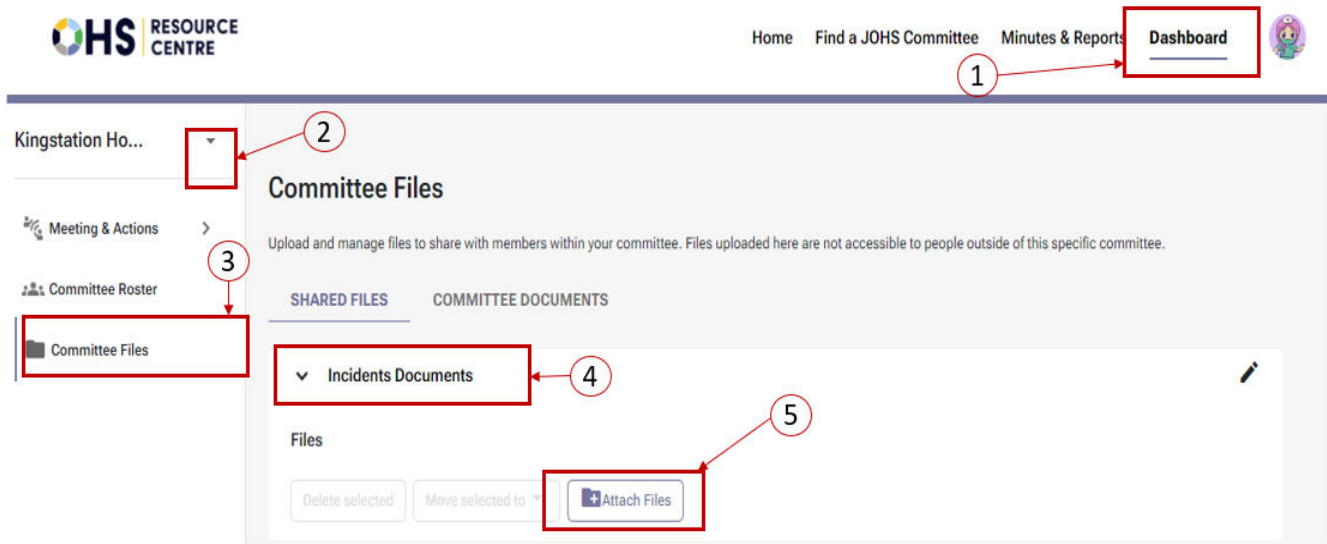 OHS RESOURCE CENTRE
Home Find a JOHS Committee Minutes & Reports Dashboard
1
Kingstation Ho...
2
Committee Files
Meeting & Actions
Upload and manage files to share with members within your committee. Files uploaded here are not accessible to people outside of this specific committee.
3
Committee Roster
SHARED FILES COMMITTEE DOCUMENTS
Committee Files
Incidents Documents
4
5
Files
Delete selected Move selected to Attach Files